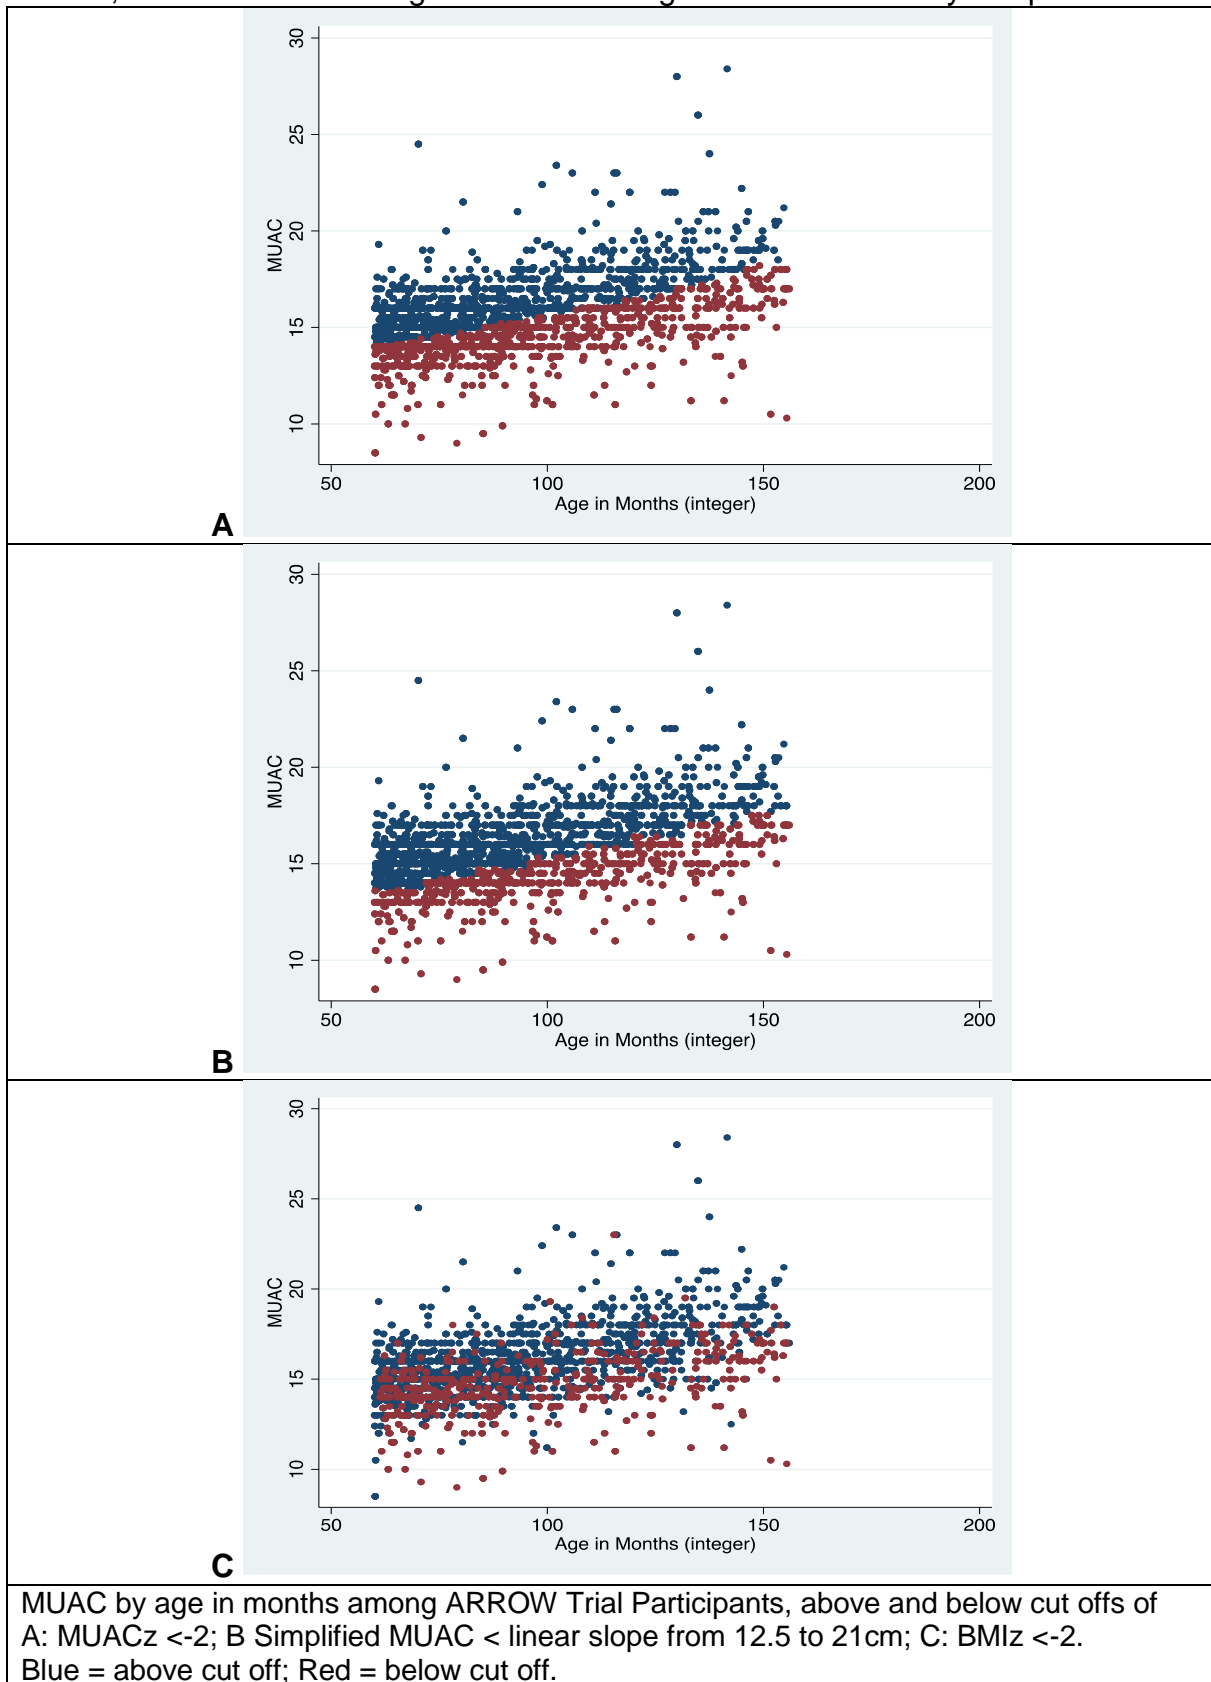 30
25
20
15
10
MUAC
50 100 150 200
Age in Months (integer)
A
30
25
20
15
10
MUAC
50 100 150 200
Age in Months (integer)
B
30
25
20
15
10
MUAC
50 100 150 200
Age in Months (integer)
C
MUAC by age in months among ARROW Trial Participants, above and below cut offs of
A: MUACz <-2; B Simplified MUAC < linear slope from 12.5 to 21cm; C: BMIz <-2.
Blue = above cut off; Red = below cut off.